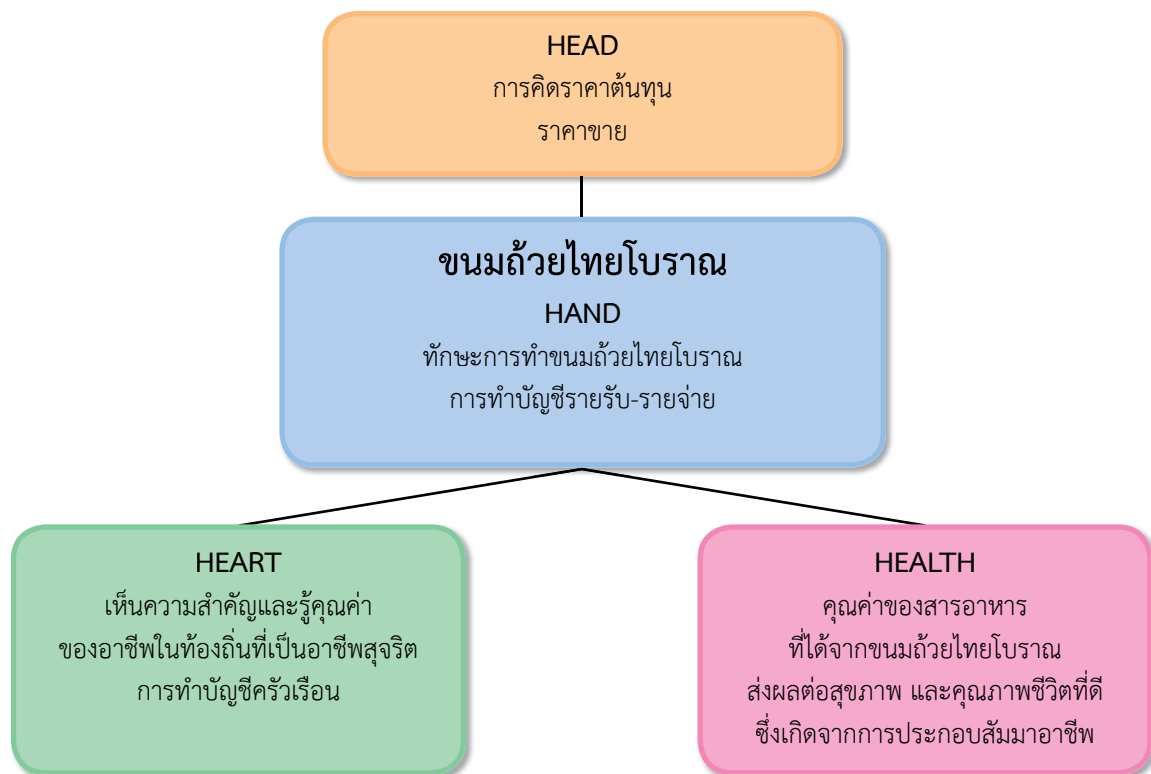 HEAD
การคิดราคาต้นทุน
ราคาขาย
ขนมถ้วยไทยโบราณ
HAND
ทักษะการทำขนมถ้วยไทยโบราณ
การทำบัญชีรายรับ-รายจ่าย
HEART
เห็นความสำคัญและรู้คุณค่า
ของอาชีพในท้องถิ่นที่เป็นอาชีพสุจริต
การทำบัญชีครัวเรือน
HEALTH
คุณค่าของสารอาหาร
ที่ได้จากขนมถ้วยไทยโบราณ
ส่งผลต่อสุขภาพ และคุณภาพชีวิตที่ดี
ซึ่งเกิดจากการประกอบสัมมาอาชีพ